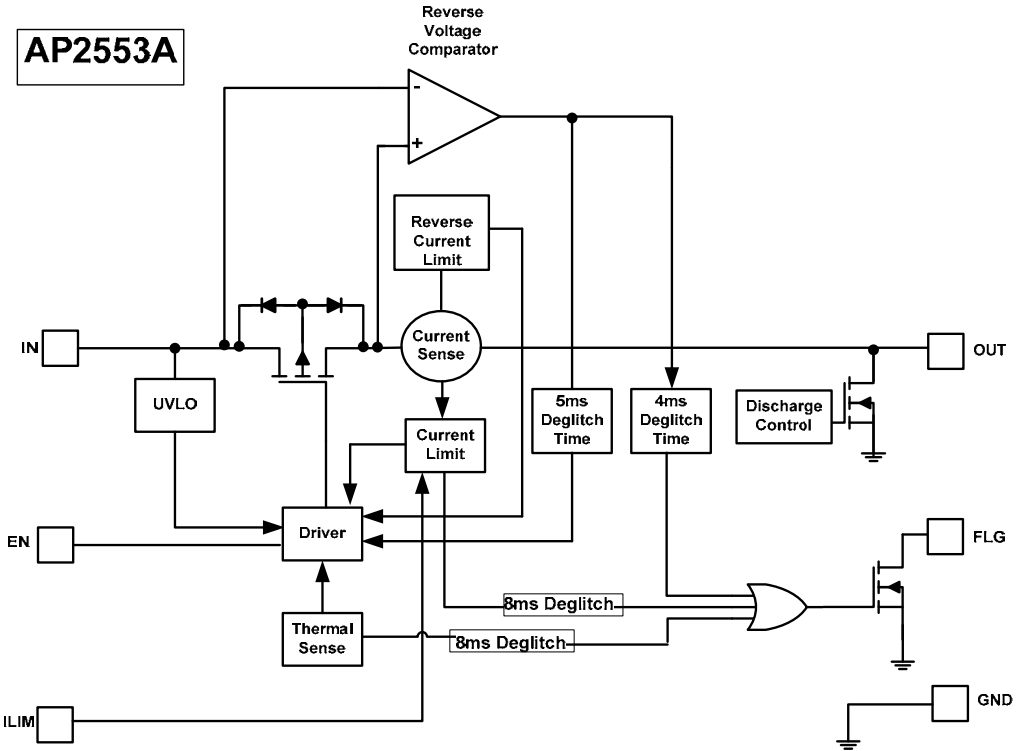 AP2553A
Reverse
Voltage
Comparator
-
+
Reverse
Current
Limit
IN
Current
Sense
OUT
UVLO
5ms
Deglitch
Time
4ms
Deglitch
Time
Discharge
Control
Current
Limit
EN
Driver
FLG
8ms Deglitch
Thermal
Sense
8ms Deglitch
ILIM
GND